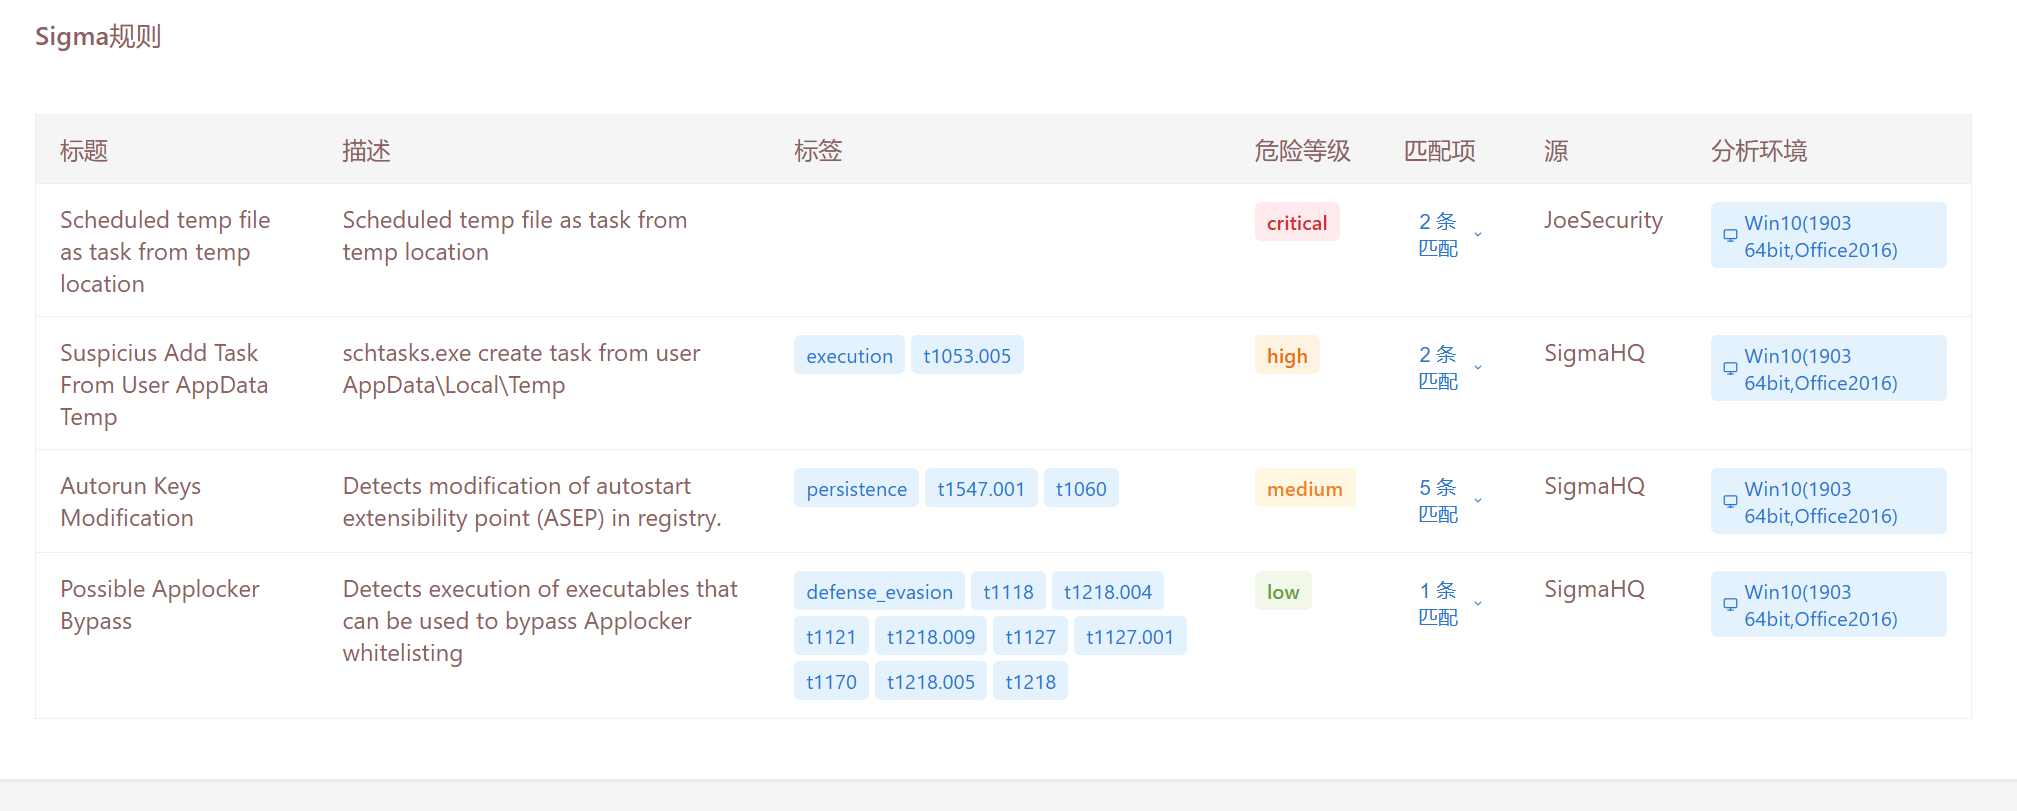 Sigma规则
标题 描述 标签 危险等级 匹配项 源 分析环境
Scheduled temp file
as task from temp
location
Scheduled temp file as task from
temp location
critical
2 条
匹配
JoeSecurity
Win10(1903
64bit,Office2016)
Suspicius Add Task
From User AppData
Temp
schtasks.exe create task from user
AppData\Local\Temp
execution t1053.005
high
2 条
匹配
SigmaHQ
Win10(1903
64bit,Office2016)
Autorun Keys
Modification
Detects modification of autostart
extensibility point (ASEP) in registry.
persistence t1547.001 t1060
medium
5 条
匹配
SigmaHQ
Win10(1903
64bit,Office2016)
Possible Applocker
Bypass
Detects execution of executables that
can be used to bypass Applocker
whitelisting
defense_evasion t1118 t1218.004
t1121 t1218.009 t1127 t1127.001
t1170 t1218.005 t1218
low
1 条
匹配
SigmaHQ
Win10(1903
64bit,Office2016)